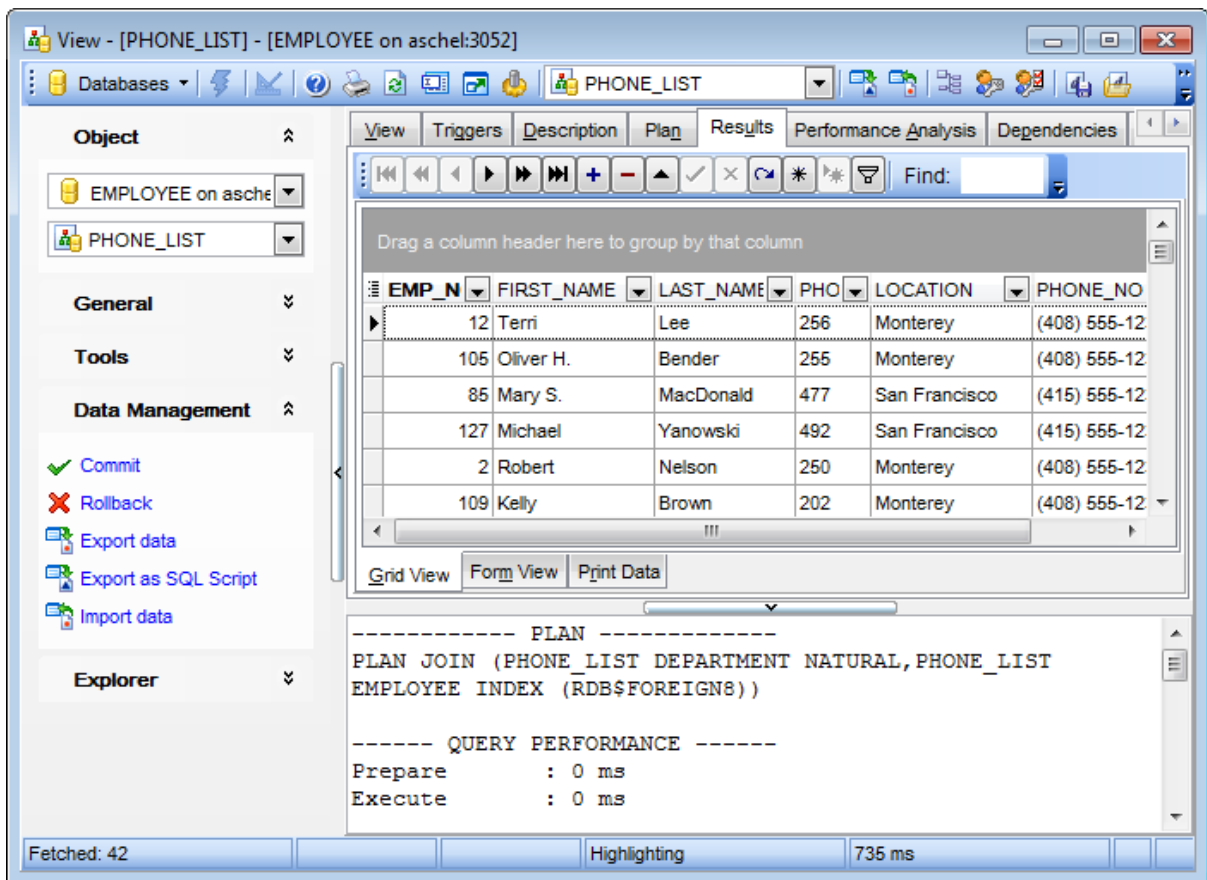 View - [PHONE_LIST] - [EMPLOYEE on aschel:3052]
Databases PHONE_LIST
Object
EMPLOYEE on asche
PHONE_LIST
General
Tools
Data Management
Commit
Rollback
Export data
Export as SQL Script
Import data
Explorer
View Triggers Description Plan Results Performance Analysis Dependencies
Find:
Drag a column header here to group by that column
EMP_N FIRST_NAME LAST_NAME PHO LOCATION PHONE_NO
12 Terri Lee 256 Monterey (408) 555-12
105 Oliver H. Bender 255 Monterey (408) 555-12
85 Mary S. MacDonald 477 San Francisco (415) 555-12
127 Michael Yanowski 492 San Francisco (415) 555-12
2 Robert Nelson 250 Monterey (408) 555-12
109 Kelly Brown 202 Monterey (408) 555-12
Grid View Form View Print Data
------------ PLAN -------------
PLAN JOIN (PHONE_LIST DEPARTMENT NATURAL,PHONE_LIST
EMPLOYEE INDEX (RDB$FOREIGN8))
------ QUERY PERFORMANCE ------
Prepare : 0 ms
Execute : 0 ms
Fetched: 42 Highlighting 735 ms